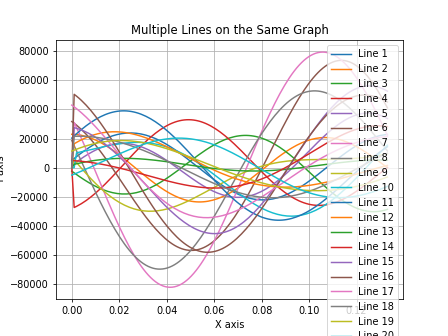 Multiple Lines on the Same Graph
80000
60000
40000
20000
0
−20000
−40000
−60000
−80000
0.00
0.02
0.04
0.06
0.08
0.10
X axis
Line 1
Line 2
Line 3
Line 4
Line 5
Line 6
Line 7
Line 8
Line 9
Line 10
Line 11
Line 12
Line 13
Line 14
Line 15
Line 16
Line 17
Line 18
Line 19
Line 20